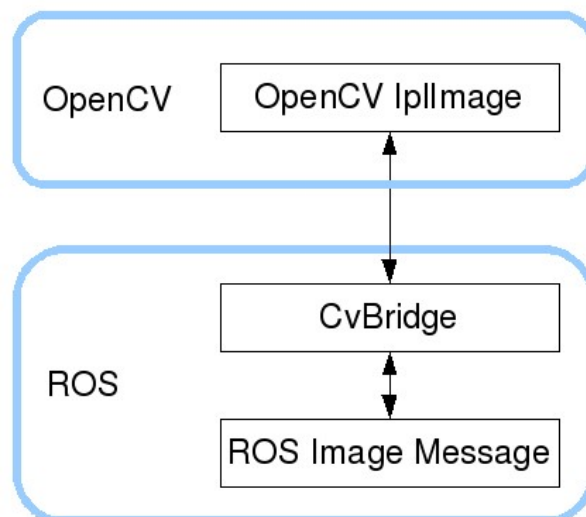 OpenCV
OpenCV IplImage
CvBridge
ROS
ROS Image Message